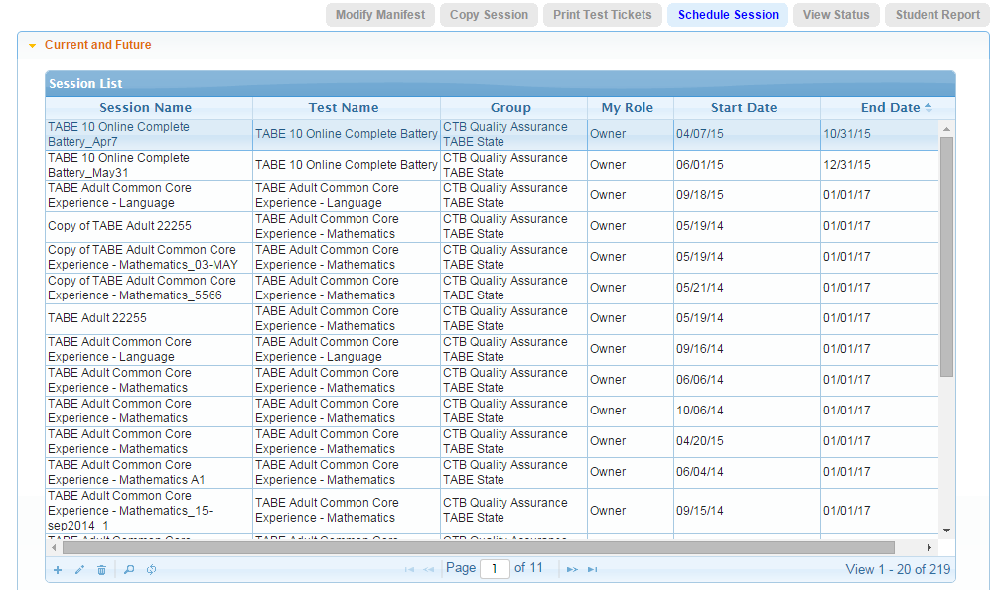 Modify Manifest Copy Session Print Test Tickets Schedule Session View Status Student Report
Current and Future
Session List
Session Name Test Name Group My Role Start Date End Date
TABE 10 Online Complete Battery_Apr7 TABE 10 Online Complete Battery CTB Quality Assurance TABE State Owner 04/07/15 10/31/15
TABE 10 Online Complete Battery_May31 TABE 10 Online Complete Battery CTB Quality Assurance TABE State Owner 06/01/15 12/31/15
TABE Adult Common Core Experience - Language TABE Adult Common Core Experience - Language CTB Quality Assurance TABE State Owner 09/18/15 01/01/17
Copy of TABE Adult 22255 TABE Adult Common Core Experience - Mathematics CTB Quality Assurance TABE State Owner 05/19/14 01/01/17
Copy of TABE Adult Common Core Experience - Mathematics_03-MAY TABE Adult Common Core Experience - Mathematics CTB Quality Assurance TABE State Owner 05/19/14 01/01/17
Copy of TABE Adult Common Core Experience - Mathematics_5566 TABE Adult Common Core Experience - Mathematics CTB Quality Assurance TABE State Owner 05/21/14 01/01/17
TABE Adult 22255 TABE Adult Common Core Experience - Mathematics CTB Quality Assurance TABE State Owner 05/19/14 01/01/17
TABE Adult Common Core Experience - Language TABE Adult Common Core Experience - Language CTB Quality Assurance TABE State Owner 09/16/14 01/01/17
TABE Adult Common Core Experience - Mathematics TABE Adult Common Core Experience - Mathematics CTB Quality Assurance TABE State Owner 06/06/14 01/01/17
TABE Adult Common Core Experience - Mathematics TABE Adult Common Core Experience - Mathematics CTB Quality Assurance TABE State Owner 10/06/14 01/01/17
TABE Adult Common Core Experience - Mathematics TABE Adult Common Core Experience - Mathematics CTB Quality Assurance TABE State Owner 04/20/15 01/01/17
TABE Adult Common Core Experience - Mathematics A1 TABE Adult Common Core Experience - Mathematics CTB Quality Assurance TABE State Owner 06/04/14 01/01/17
TABE Adult Common Core Experience - Mathematics_15-sep2014_1 TABE Adult Common Core Experience - Mathematics CTB Quality Assurance TABE State Owner 09/15/14 01/01/17
Page 1 of 11 View 1 - 20 of 219